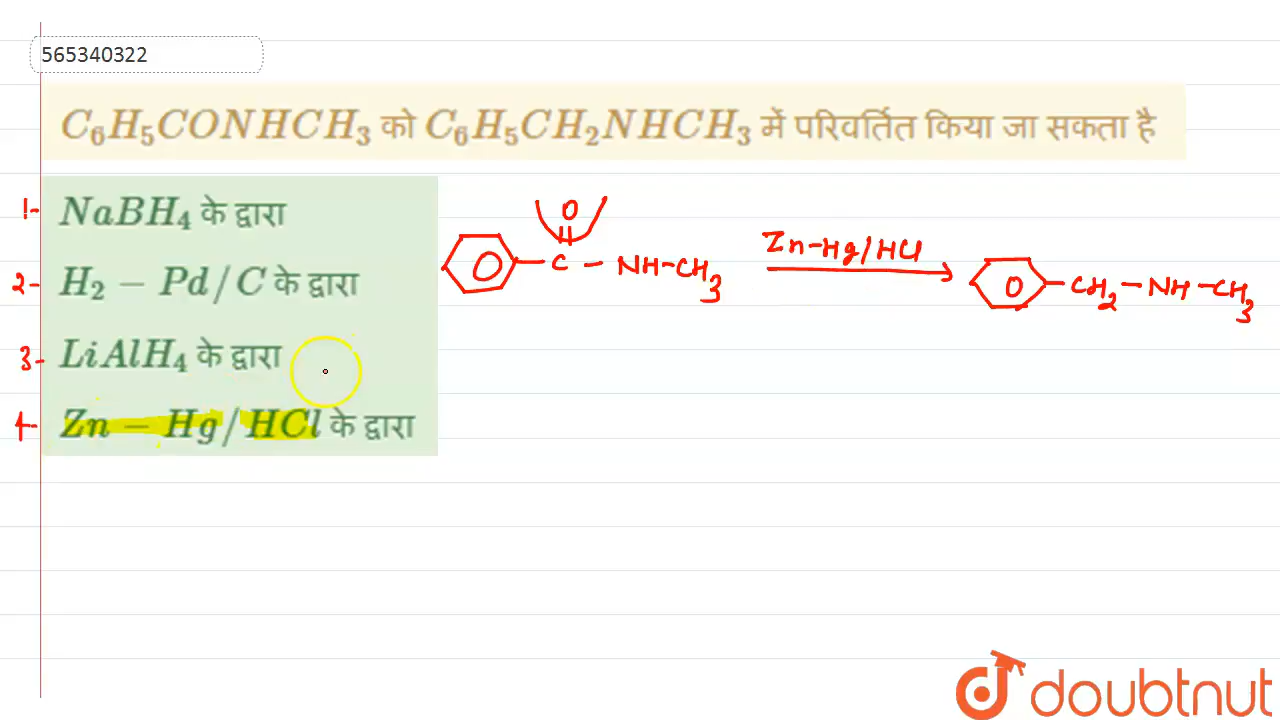 565340322
C₆H₅CONHCH₃ को C₆H₅CH₂NHCH₃ में परिवर्तित किया जा सकता है
1- NaBH₄ के द्वारा
2- H₂ - Pd/C के द्वारा
3- LiAlH₄ के द्वारा
4- Zn - Hg/HCl के द्वारा
O
C - NH-CH₃
Zn-Hg/HCl
CH₂ - NH - CH₃
doubtnut